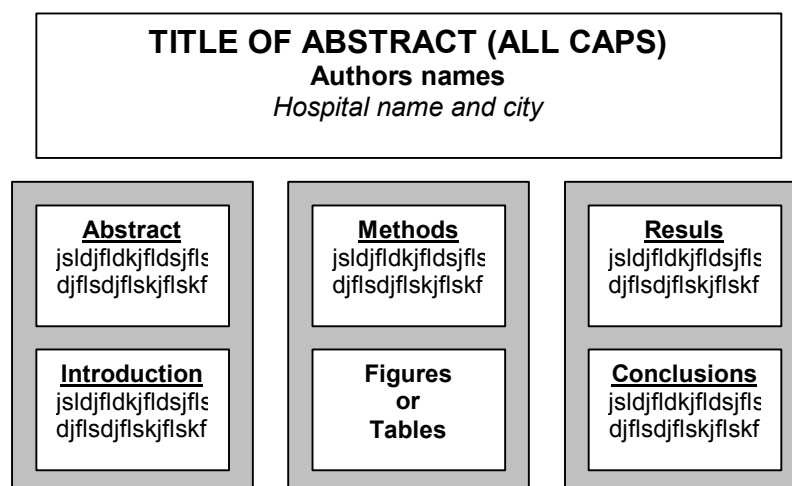 TITLE OF ABSTRACT (ALL CAPS)
Authors names
Hospital name and city
Abstract
jsldjfldkjfldsjfls
djflsdjflskjflskf
Introduction
jsldjfldkjfldsjfls
djflsdjflskjflskf
Methods
jsldjfldkjfldsjfls
djflsdjflskjflskf
Figures
or
Tables
Resuls
jsldjfldkjfldsjfls
djflsdjflskjflskf
Conclusions
jsldjfldkjfldsjfls
djflsdjflskjflskf